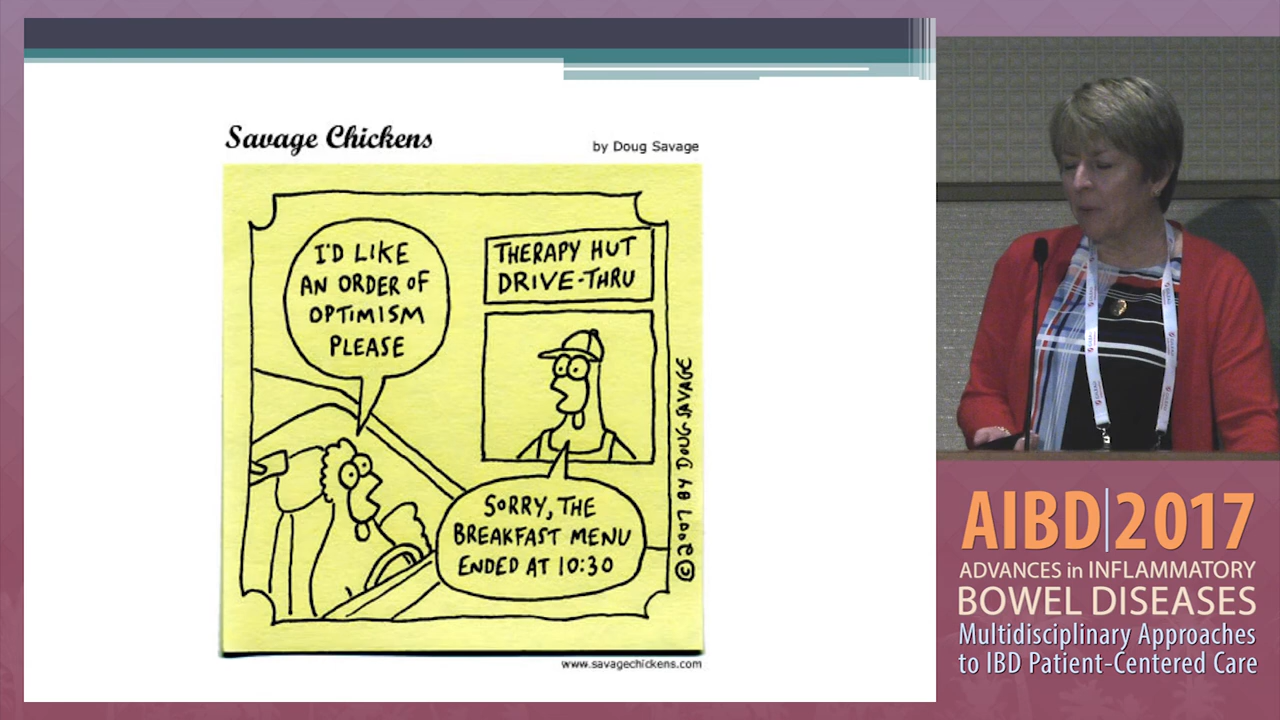 Savage Chickens
by Doug Savage
I'D LIKE
AN ORDER OF
OPTIMISM
PLEASE
THERAPY HUT
DRIVE-THRU
SORRY, THE
BREAKFAST MENU
ENDED AT 10:30
© 2007 BY DOUG SAVAGE
www.savagechickens.com
AIBD|2017
ADVANCES in INFLAMMATORY
BOWEL DISEASES
Multidisciplinary Approaches
to IBD Patient-Centered Care